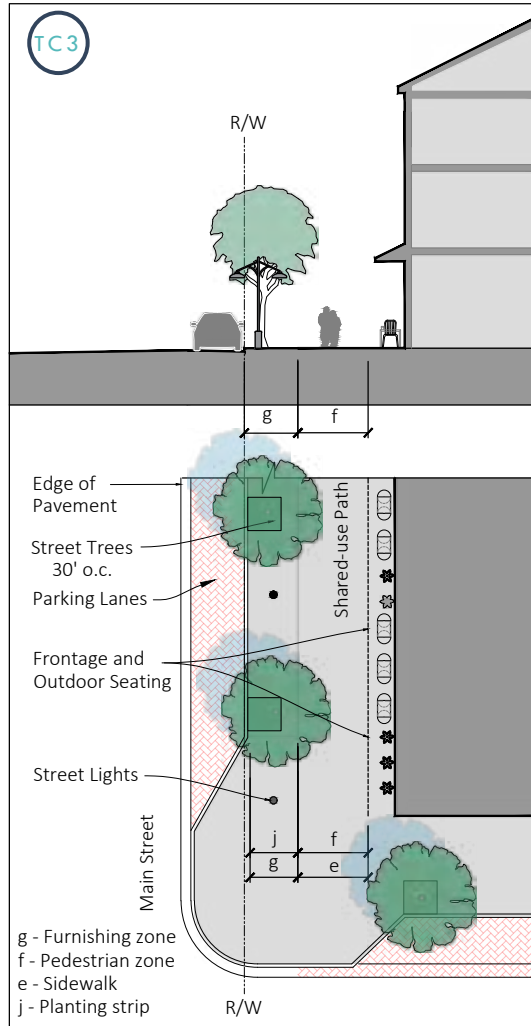 TC3
R/W
g
f
Edge of
Pavement
Street Trees
30' o.c.
Parking Lanes
Shared-use Path
Frontage and
Outdoor Seating
Street Lights
Main Street
j
f
g
e
g - Furnishing zone
f - Pedestrian zone
e - Sidewalk
j - Planting strip
R/W